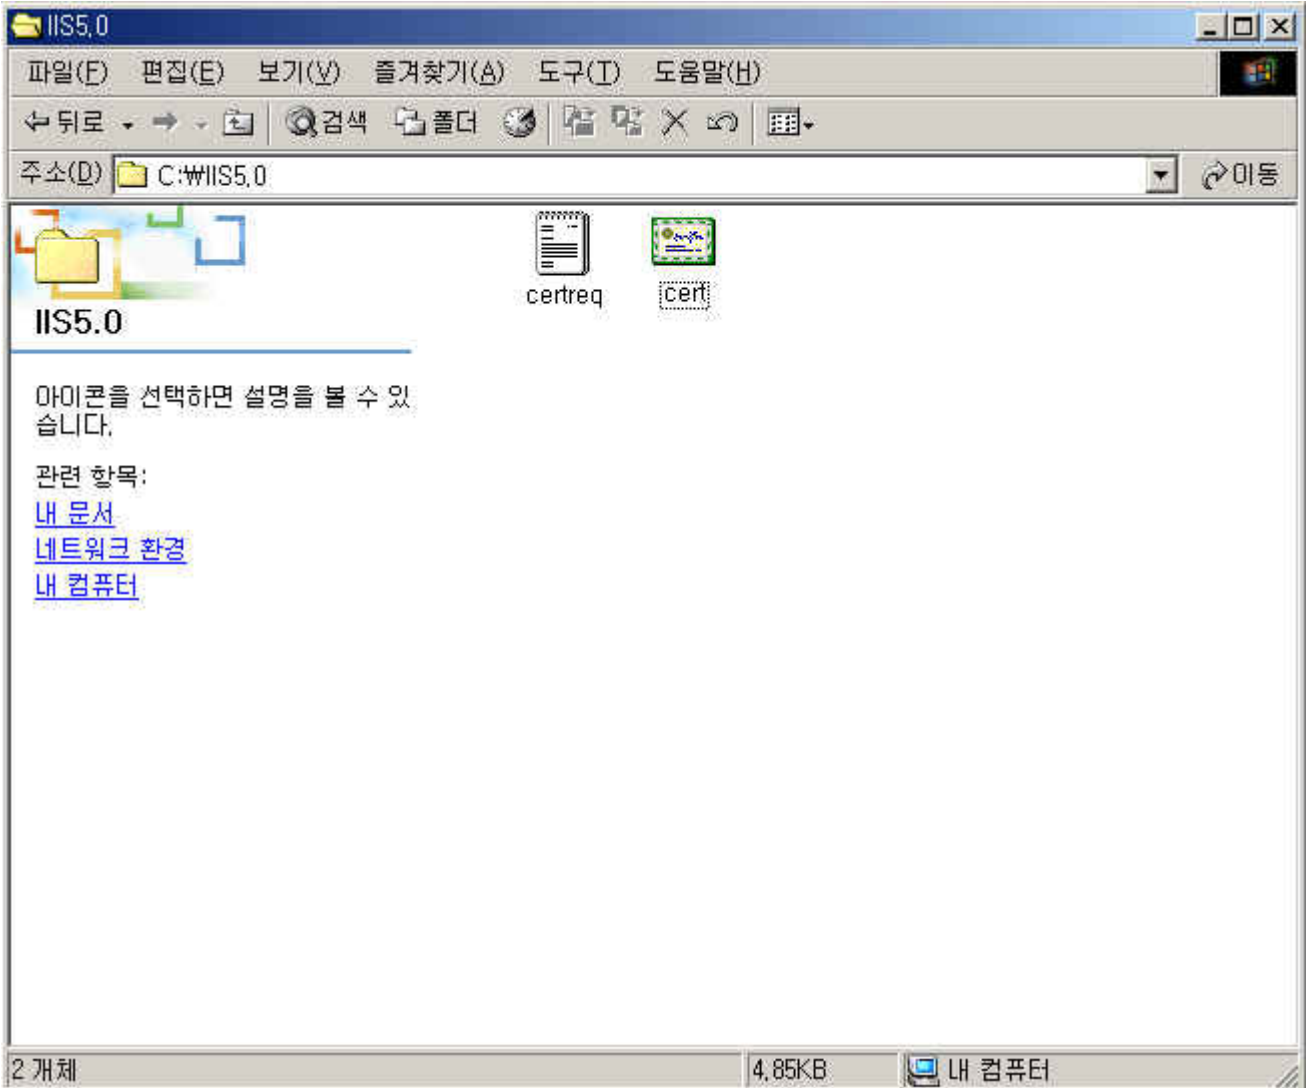 IIS5.0
파일(F) 편집(E) 보기(V) 즐겨찾기(A) 도구(T) 도움말(H)
뒤로 검색 폴더
주소(D) C:₩IIS5.0 이동
certreq cert
IIS5.0
아이콘을 선택하면 설명을 볼 수 있
습니다.
관련 항목:
내 문서
네트워크 환경
내 컴퓨터
2 개체 4.85KB 내 컴퓨터